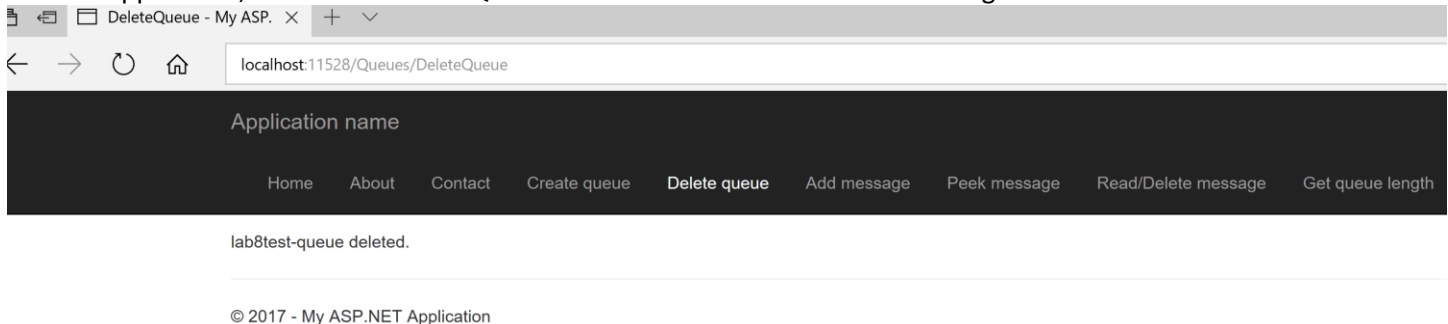 DeleteQueue - My ASP.
localhost:11528/Queues/DeleteQueue
Application name
Home About Contact Create queue Delete queue Add message Peek message Read/Delete message Get queue length
lab8test-queue deleted.
© 2017 - My ASP.NET Application